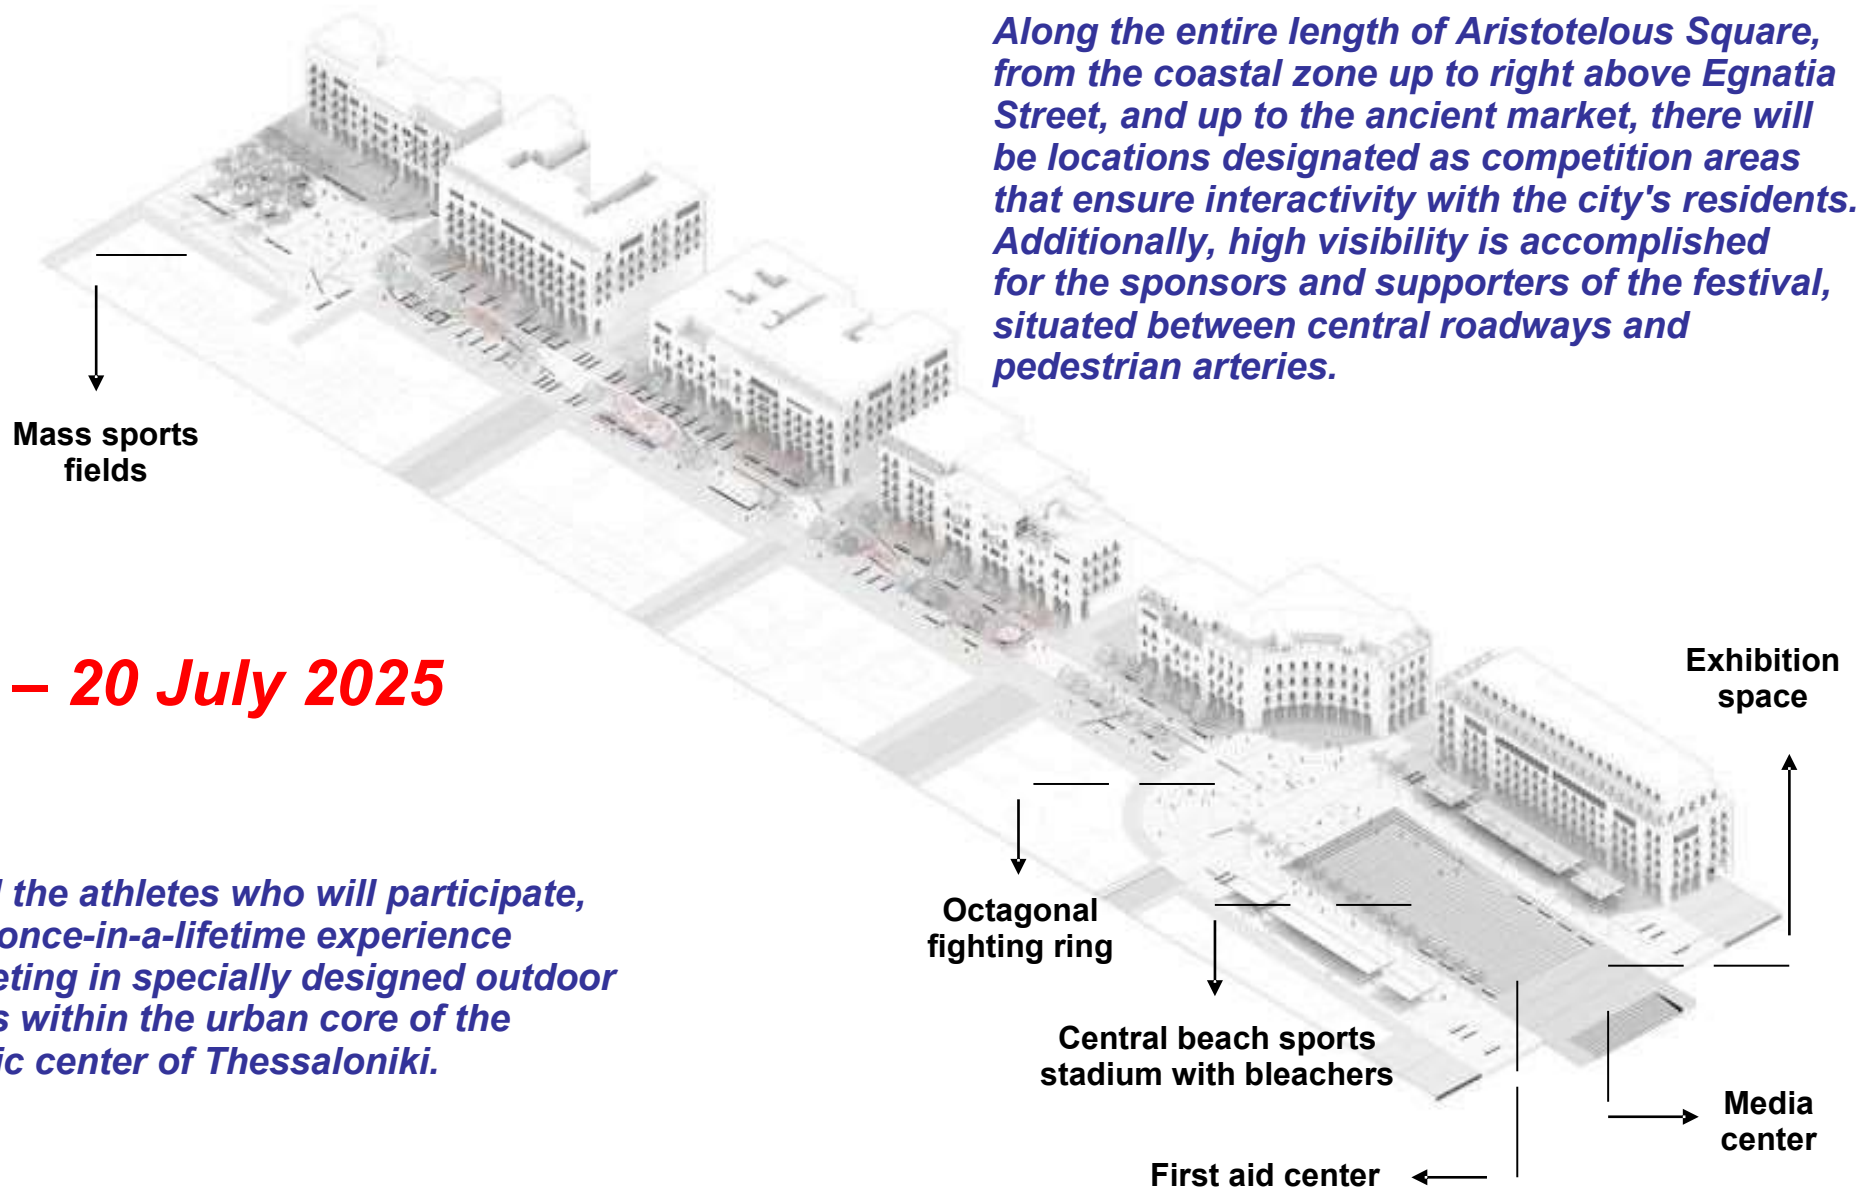 Along the entire length of Aristotelous Square,
from the coastal zone up to right above Egnatia
Street, and up to the ancient market, there will
be locations designated as competition areas
that ensure interactivity with the city's residents.
Additionally, high visibility is accomplished
for the sponsors and supporters of the festival,
situated between central roadways and
pedestrian arteries.
Mass sports
fields
– 20 July 2025
Exhibition
space
the athletes who will participate,
once-in-a-lifetime experience
in specially designed outdoor
within the urban core of the
center of Thessaloniki.
Octagonal
fighting ring
Central beach sports
stadium with bleachers
Media
center
First aid center